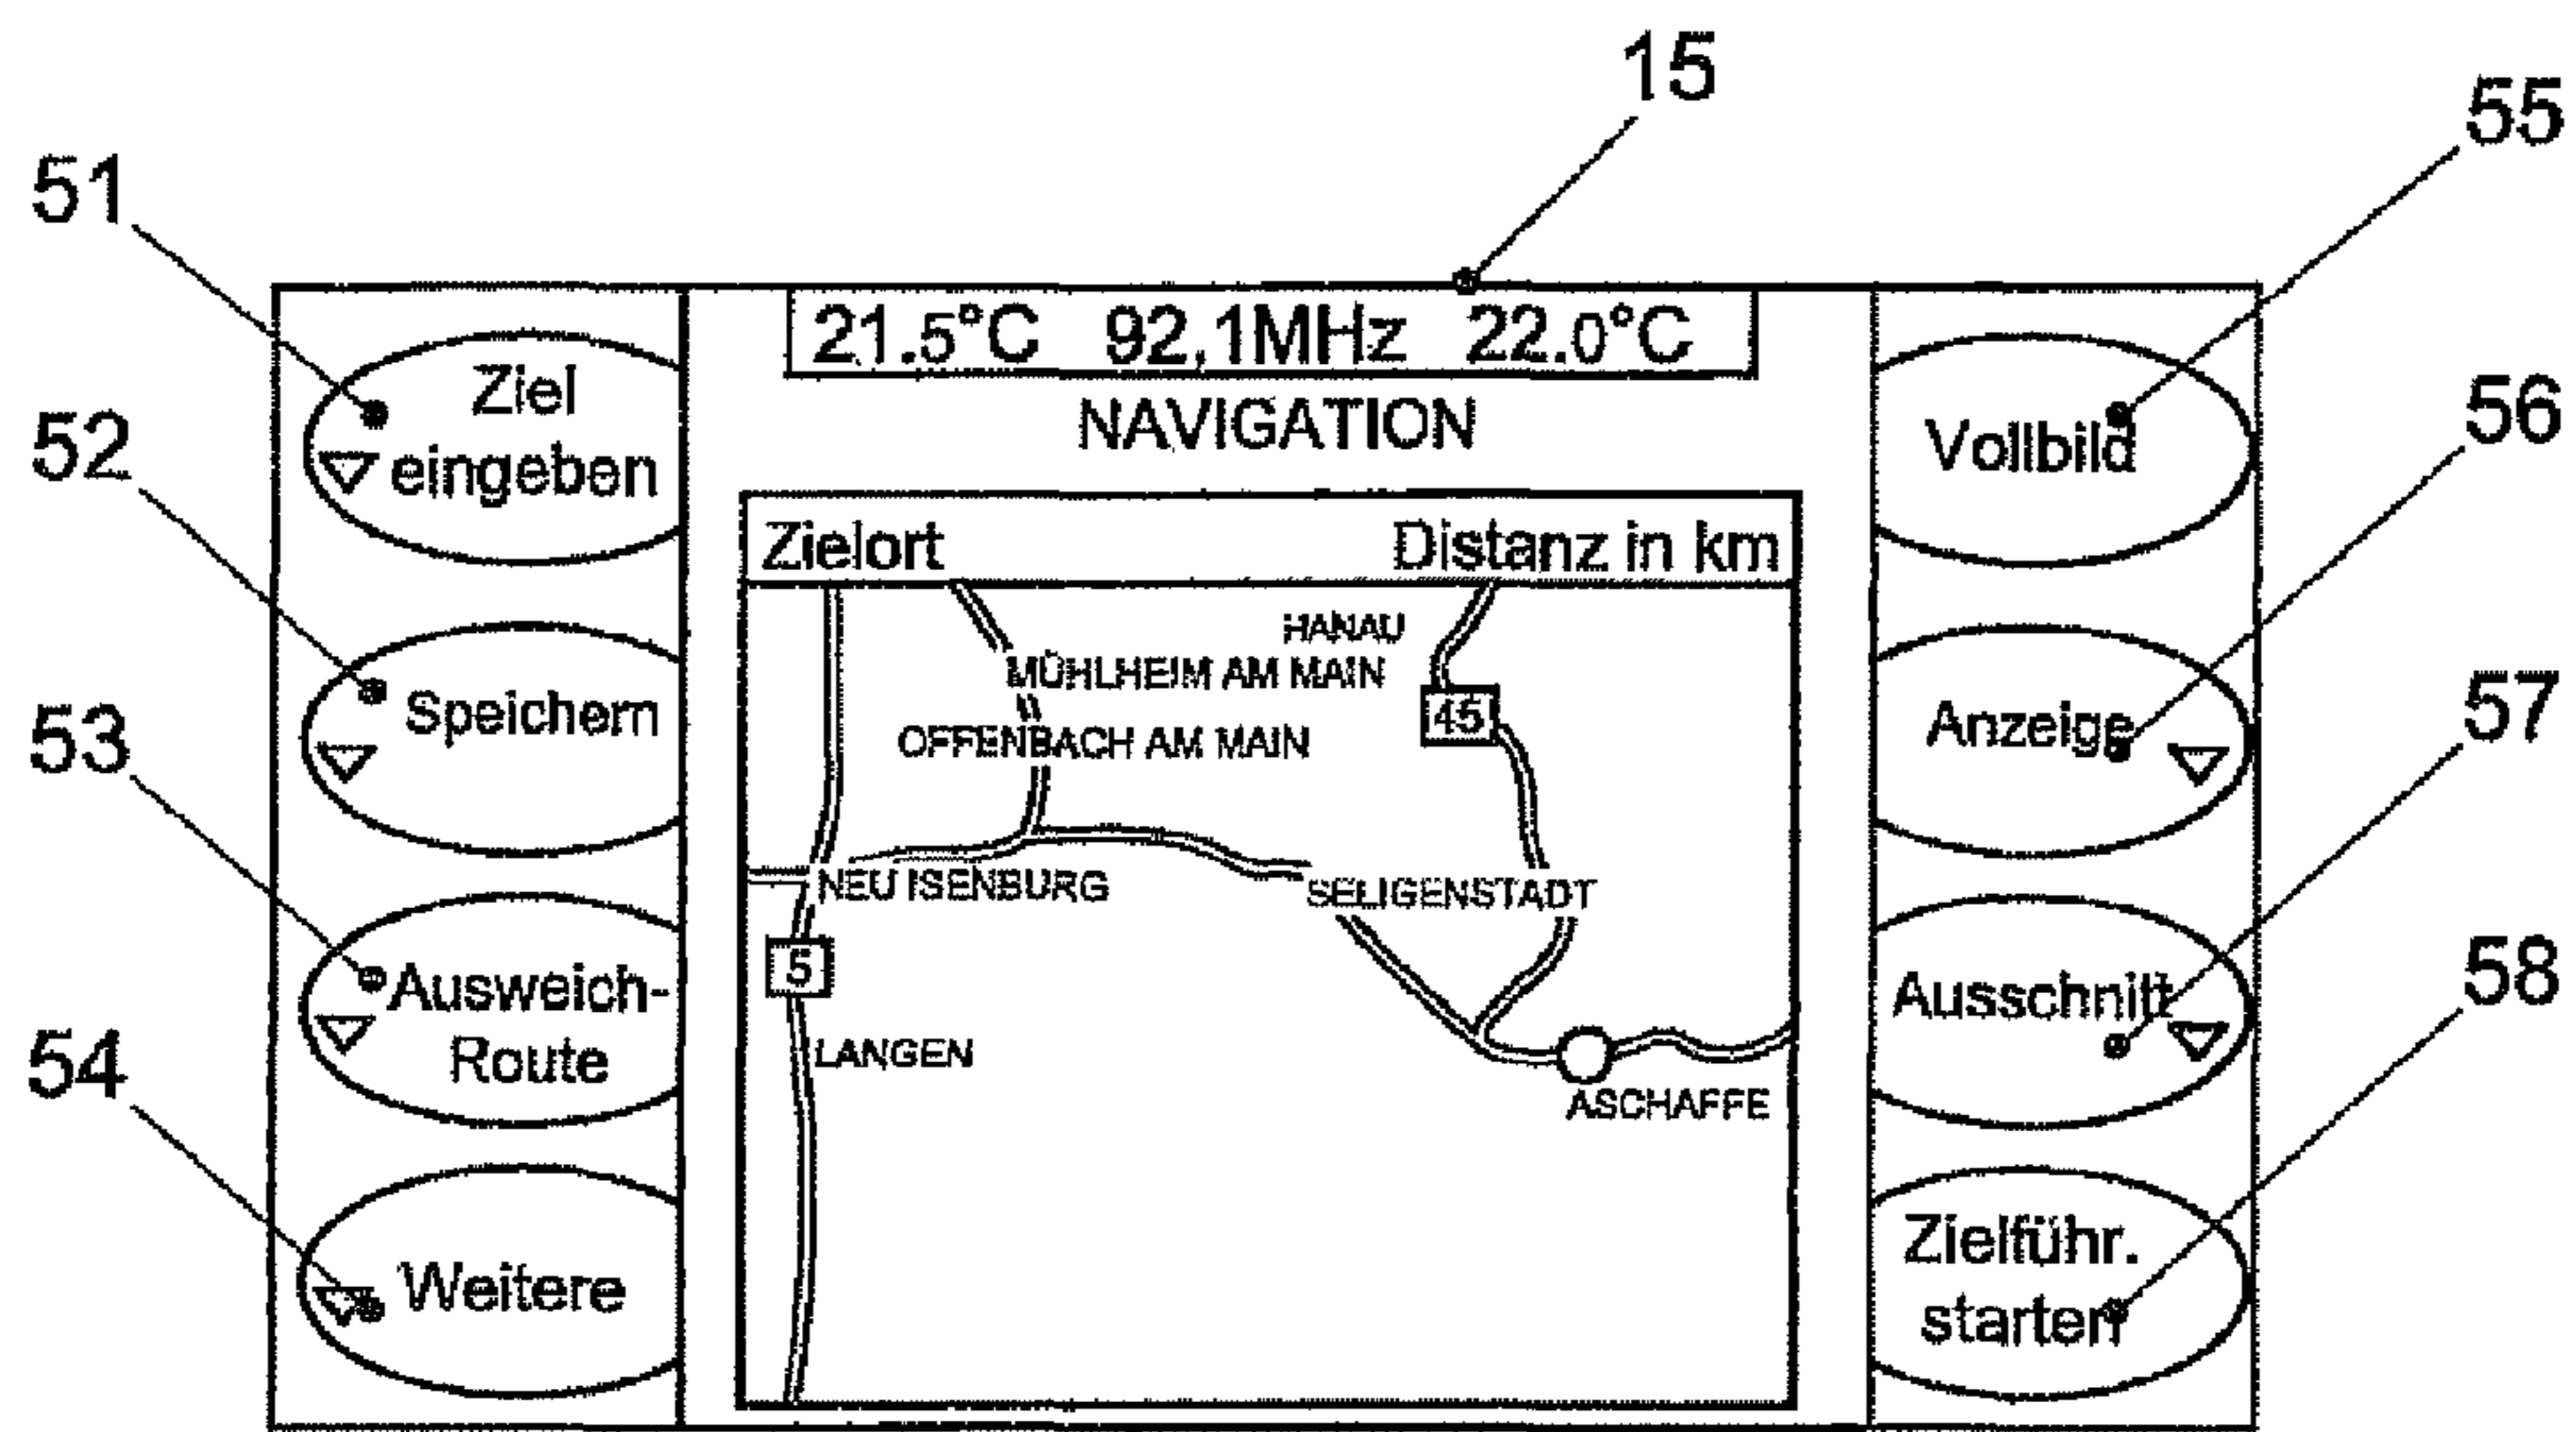 15
55
51
21.5°C 92,1MHz 22.0°C
Ziel
eingeben
NAVIGATION
Vollbild
56
52
Zielort Distanz in km
HANAU
MÜHLHEIM AM MAIN
OFFENBACH AM MAIN
45
Speichern
Anzeige
57
53
NEU ISENBURG
SELIGENSTADT
5
Ausweich-
Route
Ausschnitt
58
54
LANGEN
ASCHAFFE
Weitere
Zielführ.
starten